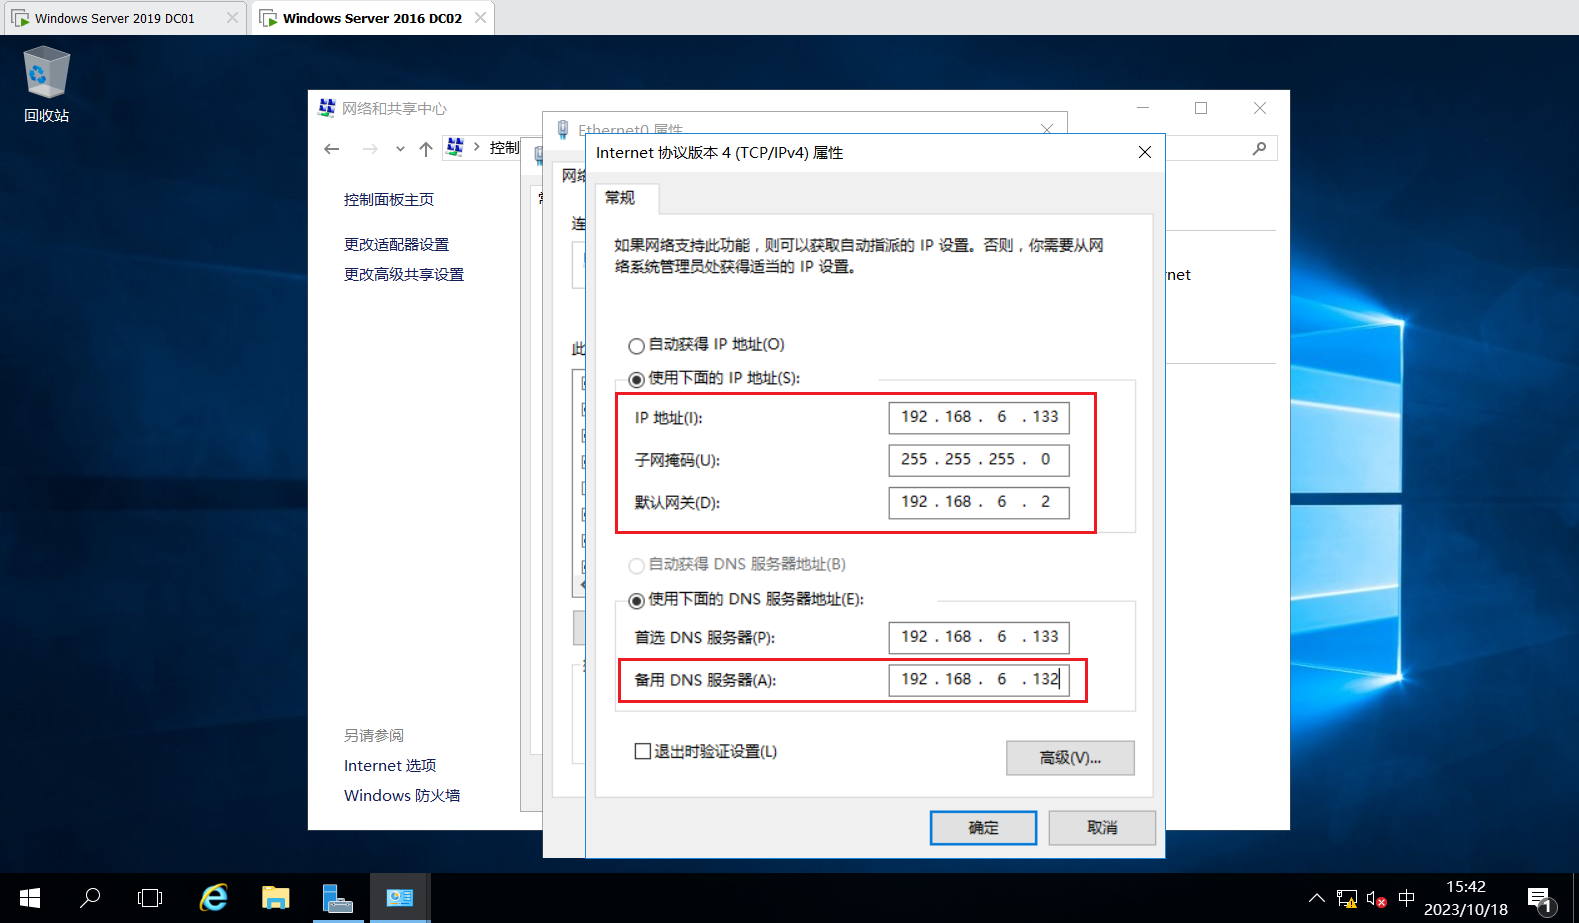 Windows Server 2019 DC01
Windows Server 2016 DC02
回收站
网络和共享中心
Ethernet0 属性
控制
Internet 协议版本 4 (TCP/IPv4) 属性
网络
常规
控制面板主页
连
如果网络支持此功能，则可以获取自动指派的 IP 设置。否则，你需要从网
络系统管理员处获得适当的 IP 设置。
更改适配器设置
更改高级共享设置
rnet
此
自动获得 IP 地址(O)
使用下面的 IP 地址(S):
IP 地址(I): 192 . 168 . 6 . 133
子网掩码(U): 255 . 255 . 255 . 0
默认网关(D): 192 . 168 . 6 . 2
自动获得 DNS 服务器地址(B)
使用下面的 DNS 服务器地址(E):
首选 DNS 服务器(P): 192 . 168 . 6 . 133
备用 DNS 服务器(A): 192 . 168 . 6 . 132
退出时验证设置(L)
高级(V)...
另请参阅
Internet 选项
Windows 防火墙
确定
取消
中
15:42
2023/10/18
1